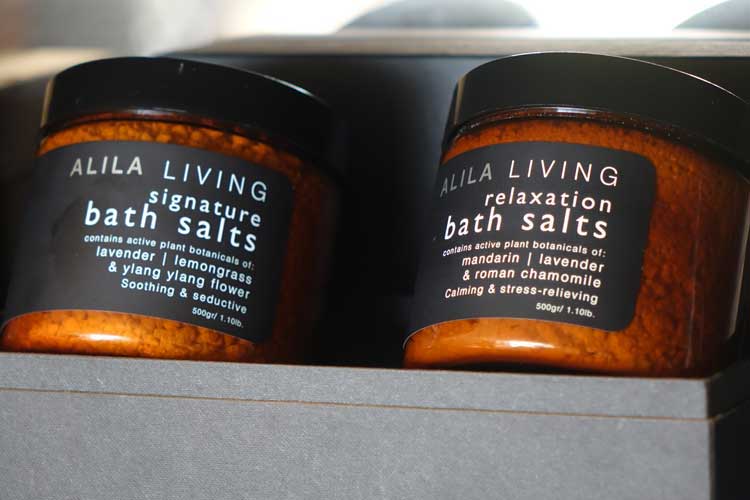 ALILA LIVING
signature
bath salts
contains active plant botanicals of:
lavender | lemongrass
& ylang ylang flower
Soothing & seductive
500gr/ 1.10lb.
ALILA LIVING
relaxation
bath salts
contains active plant botanicals of:
mandarin | lavender
& roman chamomile
Calming & stress-relieving
500gr/ 1.10lb.